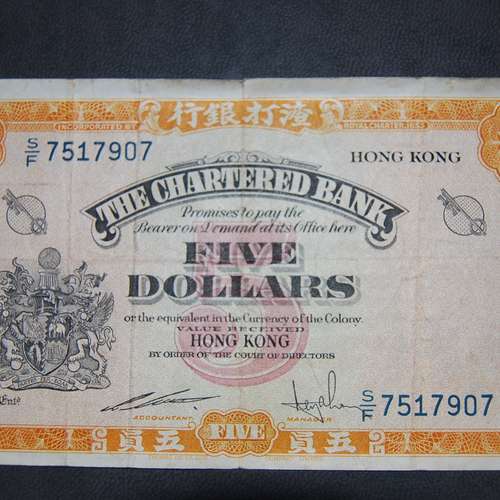 行銀打渣
INCORPORATED BY ROYAL CHARTER, 1853
S/F 7517907
HONG KONG
THE CHARTERED BANK
Promises to pay the
Bearer on Demand at its Office here
5
FIVE
DOLLARS
or the equivalent in the Currency of the Colony.
VALUE RECEIVED
HONG KONG
BY ORDER OF THE COURT OF DIRECTORS
ACCOUNTANT
MANAGER
S/F 7517907
員五 FIVE 員五